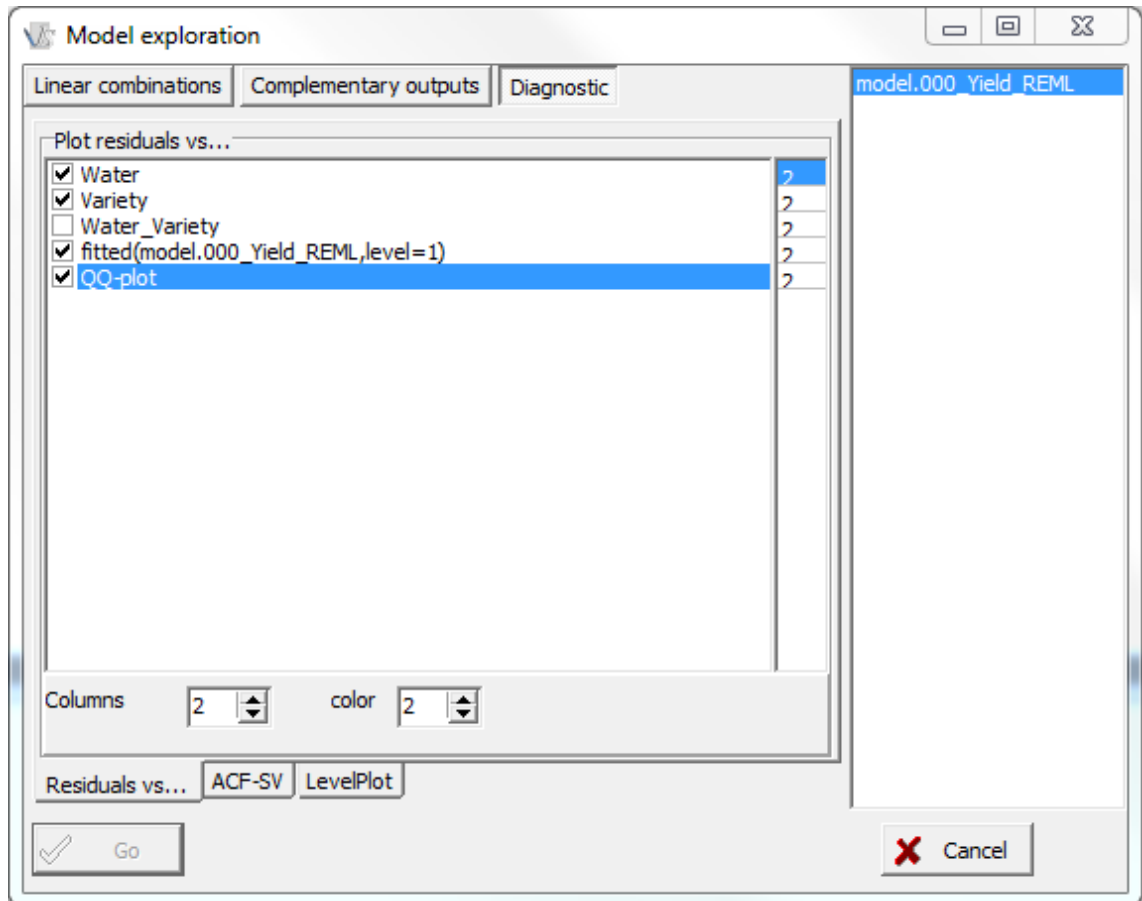 Model exploration
Linear combinations Complementary outputs Diagnostic
model.000_Yield_REML
Plot residuals vs...
Water 2
Variety 2
Water_Variety 2
fitted(model.000_Yield_REML,level=1) 2
QQ-plot 2
Columns 2 color 2
Residuals vs... ACF-SV LevelPlot
Go Cancel